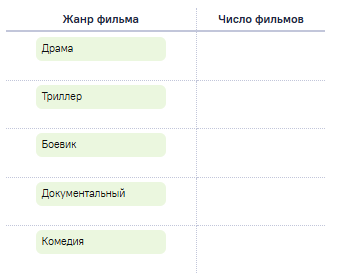 Жанр фильма Число фильмов
Драма
Триллер
Боевик
Документальный
Комедия